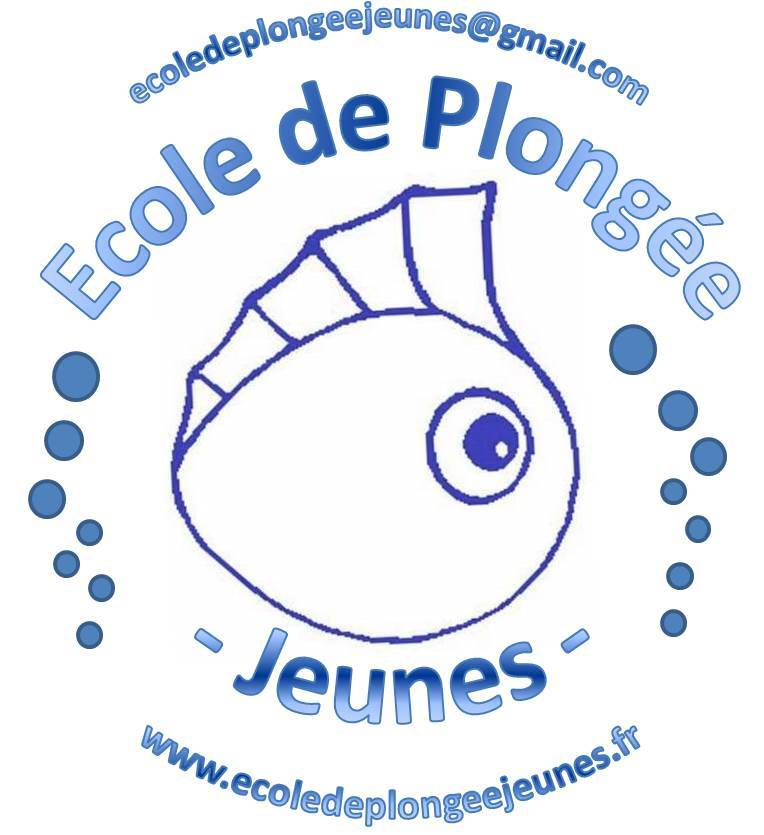 ecoledeplongeejeunes@gmail.com
Ecole de Plongée
- Jeunes -
www.ecoledeplongeejeunes.fr